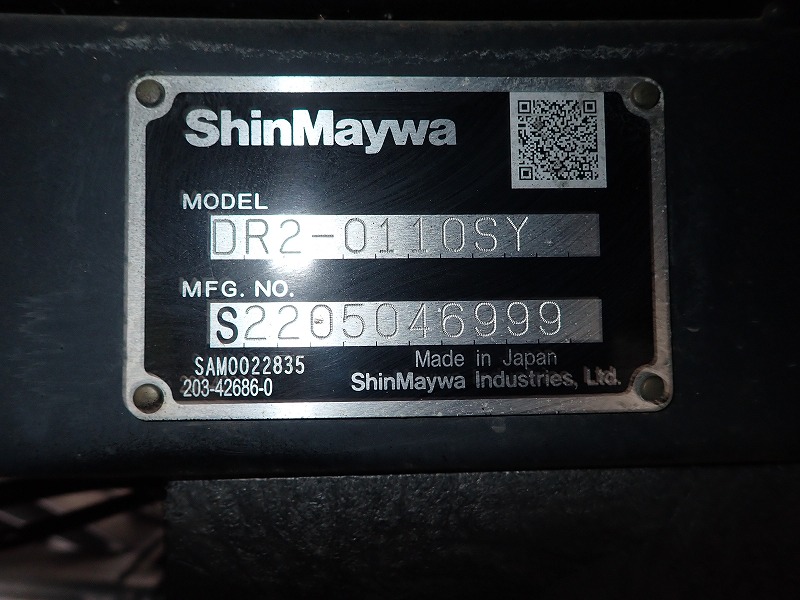 ShinMaywa
MODEL
DR2-0110SY
MFG. NO.
S2205046999
SAM0022835
Made in Japan
203-42686-0
ShinMaywa Industries, Ltd.